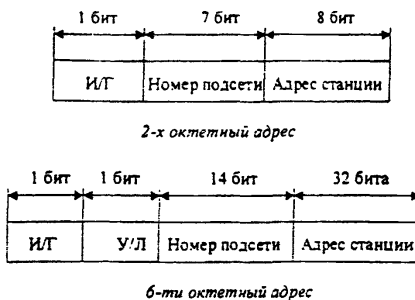 1 бит 7 бит 8 бит
И/Г Номер подсети Адрес станции
2-х октетный адрес
1 бит 1 бит 14 бит 32 бита
И/Г У/Л Номер подсети Адрес станции
6-ти октетный адрес